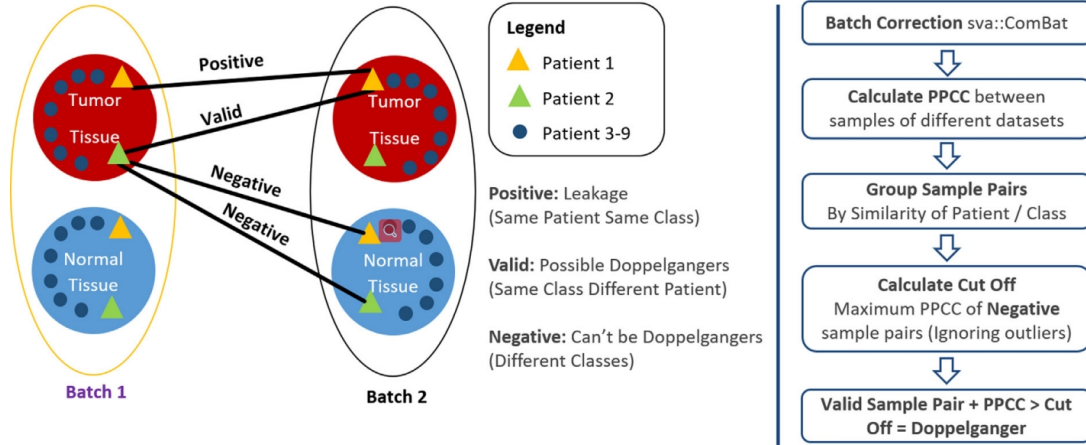 Positive
Valid
Negative
Negative
Tumor
Tissue
Normal
Tissue
Batch 1
Tumor
Tissue
Normal
Tissue
Batch 2
Legend
Patient 1
Patient 2
Patient 3-9
Positive: Leakage
(Same Patient Same Class)
Valid: Possible Doppelgangers
(Same Class Different Patient)
Negative: Can't be Doppelgangers
(Different Classes)
Batch Correction sva::ComBat
Calculate PPCC between
samples of different datasets
Group Sample Pairs
By Similarity of Patient / Class
Calculate Cut Off
Maximum PPCC of Negative
sample pairs (Ignoring outliers)
Valid Sample Pair + PPCC > Cut
Off = Doppelganger